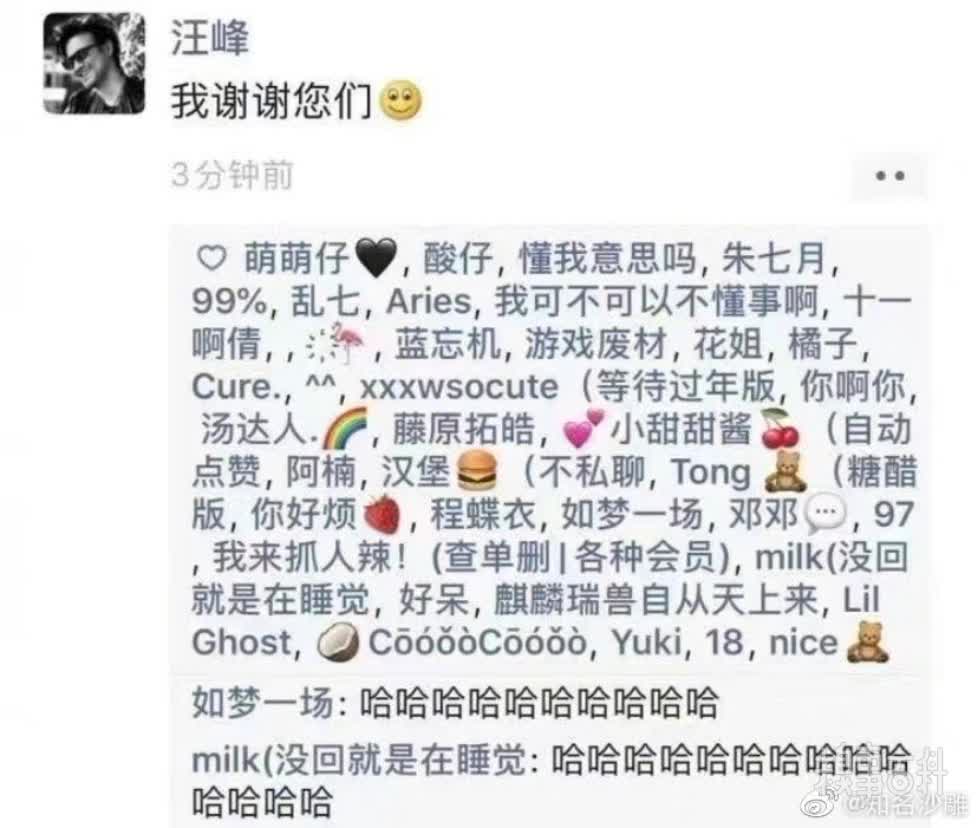 汪峰
我谢谢您们🙂
3分钟前
♡ 萌萌仔🖤, 酸仔, 懂我意思吗, 朱七月,
99%, 乱七, Aries, 我可不可以不懂事啊, 十一
啊倩, , 🦩, 蓝忘机, 游戏废材, 花姐, 橘子,
Cure., ^^, xxxwsocute（等待过年版, 你啊你,
汤达人.🌈, 藤原拓皓, 💕小甜甜酱🍒（自动
点赞, 阿楠, 汉堡🍔（不私聊, Tong 🧸（糖醋
版, 你好烦🍓, 程蝶衣, 如梦一场, 邓邓💬, 97
, 我来抓人辣！(查单删|各种会员), milk(没回
就是在睡觉, 好呆, 麒麟瑞兽自从天上来, Lil
Ghost, 🥥CōóǒòCōóǒò, Yuki, 18, nice🧸
如梦一场: 哈哈哈哈哈哈哈哈哈哈
milk(没回就是在睡觉: 哈哈哈哈哈哈哈哈哈哈
哈哈哈哈
@知名沙雕